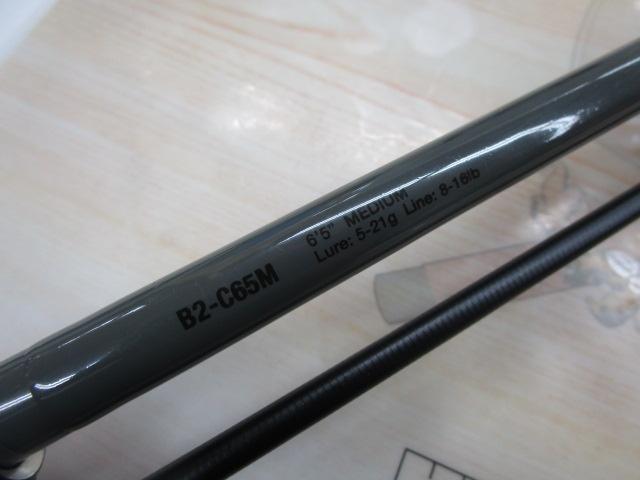 B2-C65M
6'5" MEDIUM
Lure: 5-21g Line: 8-16lb